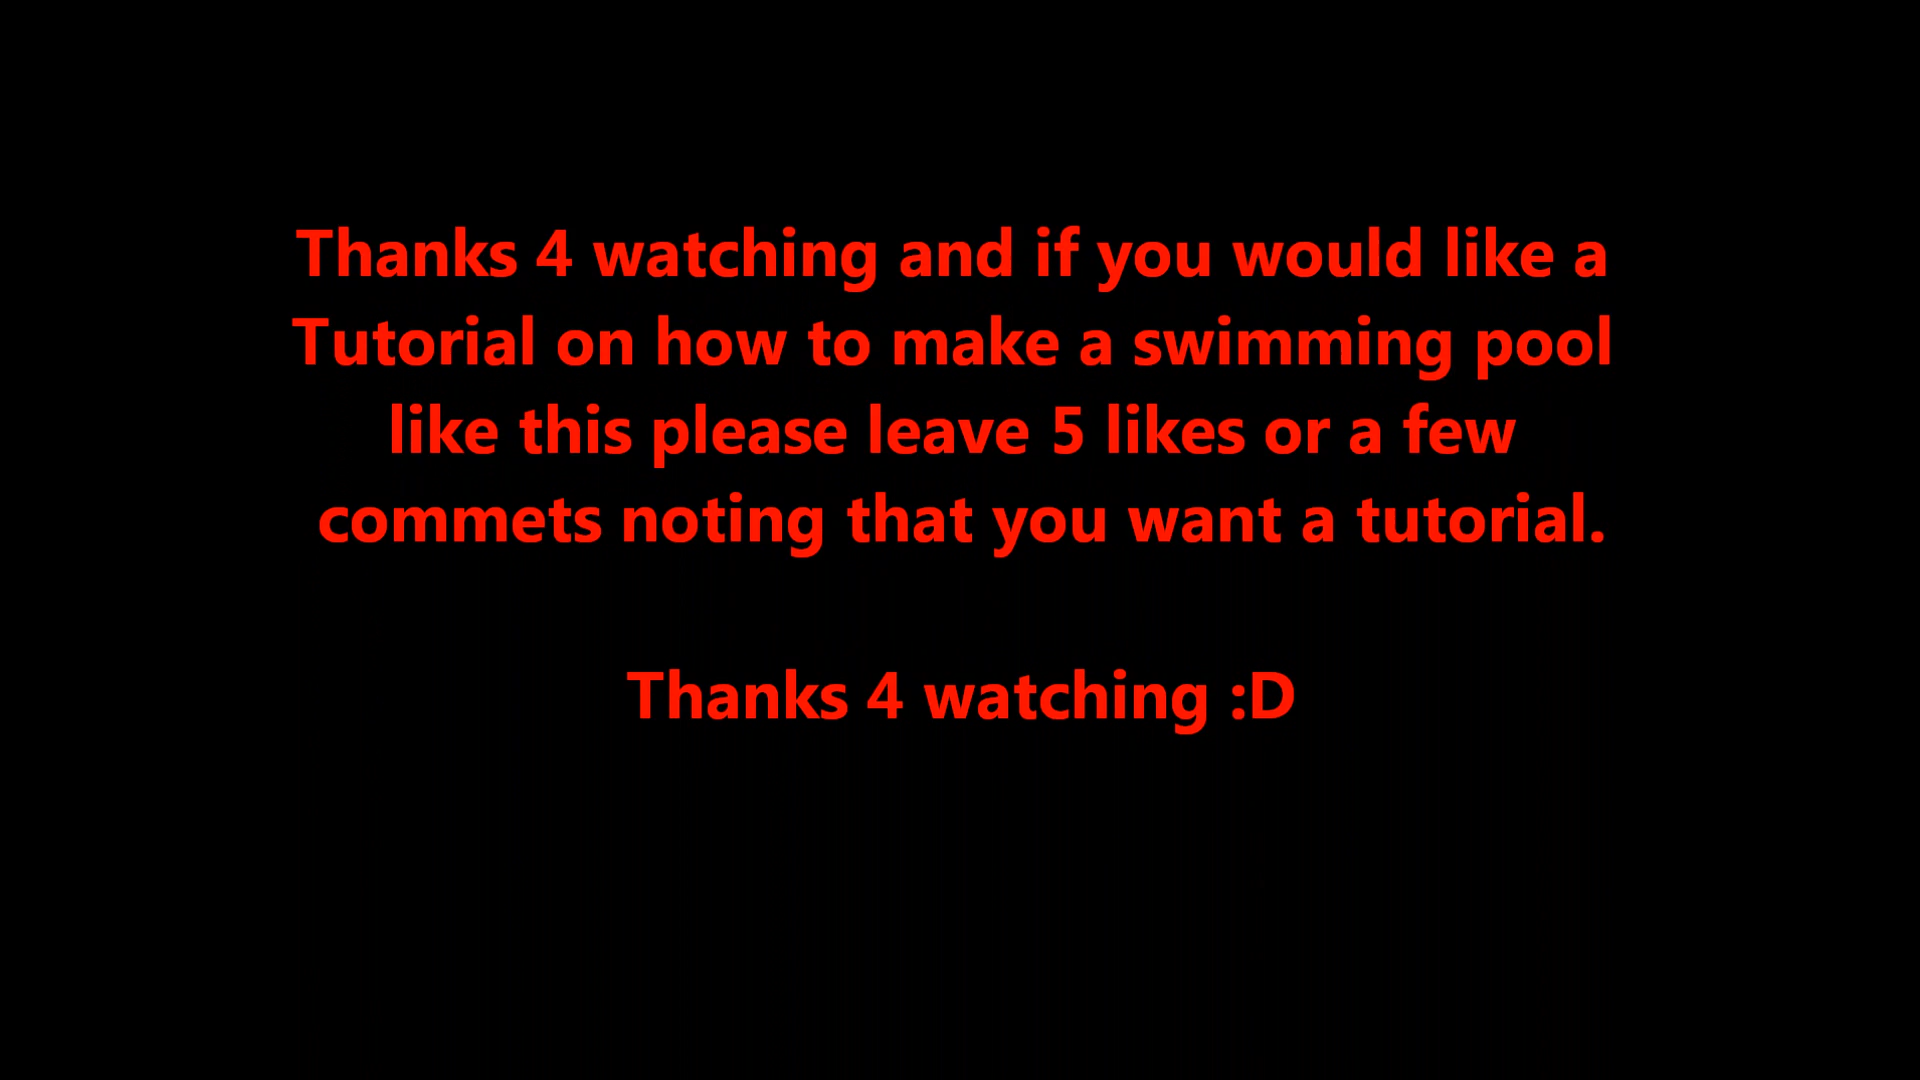 Thanks 4 watching and if you would like a
Tutorial on how to make a swimming pool
like this please leave 5 likes or a few
commets noting that you want a tutorial.
Thanks 4 watching :D